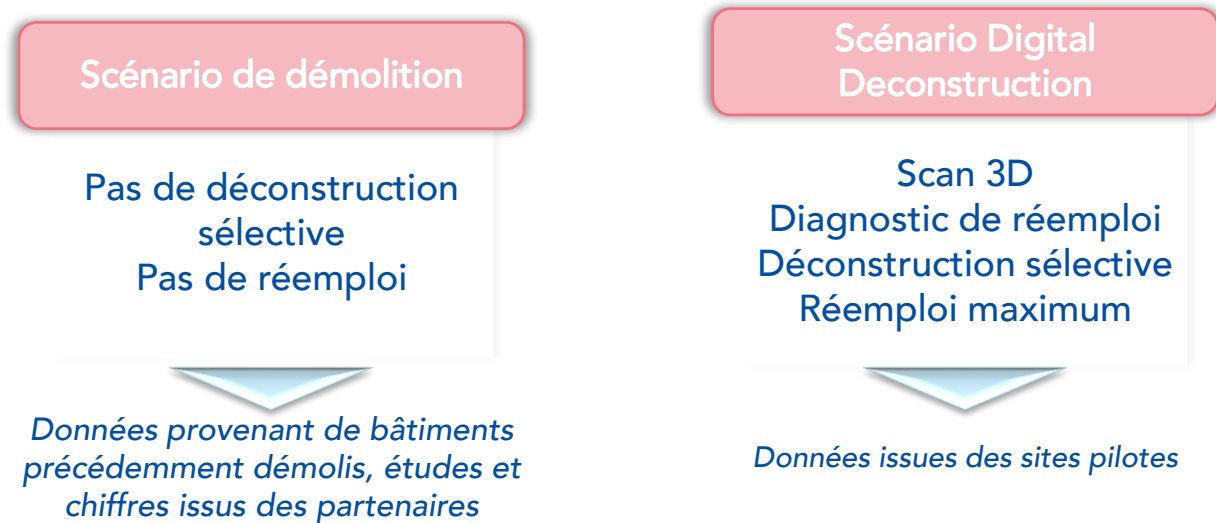 Scénario de démolition
Pas de déconstruction
sélective
Pas de réemploi
Données provenant de bâtiments
précédemment démolis, études et
chiffres issus des partenaires
Scénario Digital
Deconstruction
Scan 3D
Diagnostic de réemploi
Déconstruction sélective
Réemploi maximum
Données issues des sites pilotes